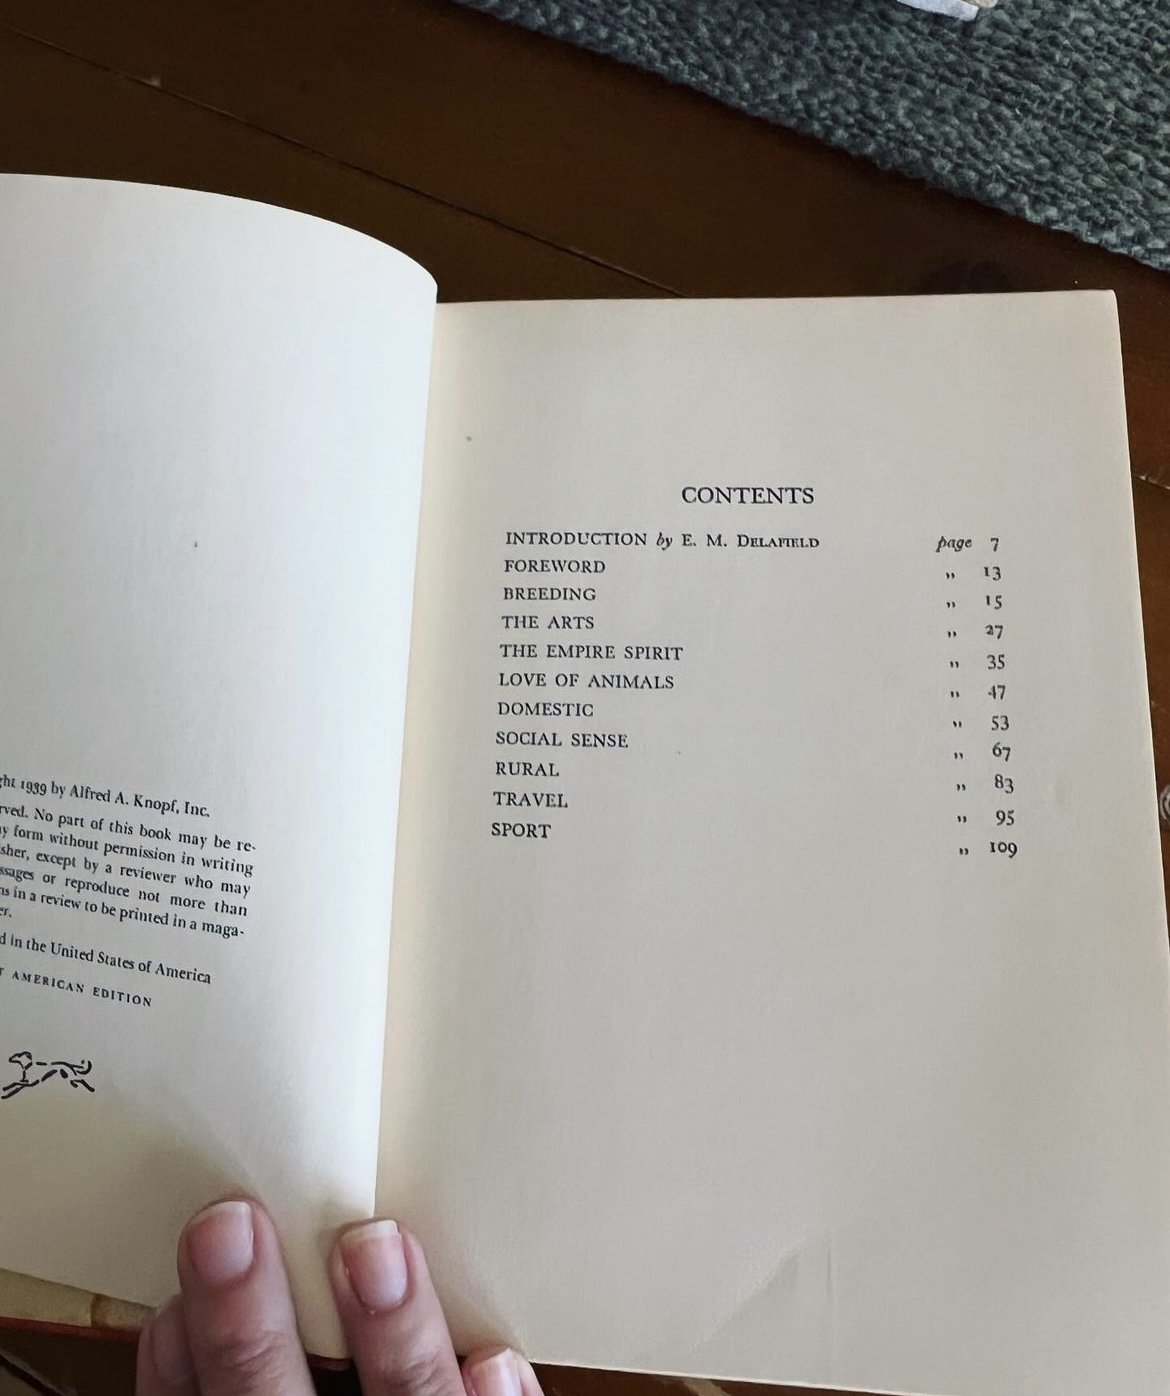 1939 by Alfred A. Knopf, Inc.
No part of this book may be re-
form without permission in writing
except by a reviewer who may
or reproduce not more than
in a review to be printed in a maga-
in the United States of America
AMERICAN EDITION
CONTENTS
INTRODUCTION by E. M. DELAFIELD page 7
FOREWORD " 13
BREEDING " 15
THE ARTS " 27
THE EMPIRE SPIRIT " 35
LOVE OF ANIMALS " 47
DOMESTIC " 53
SOCIAL SENSE " 67
RURAL " 83
TRAVEL " 95
SPORT " 109